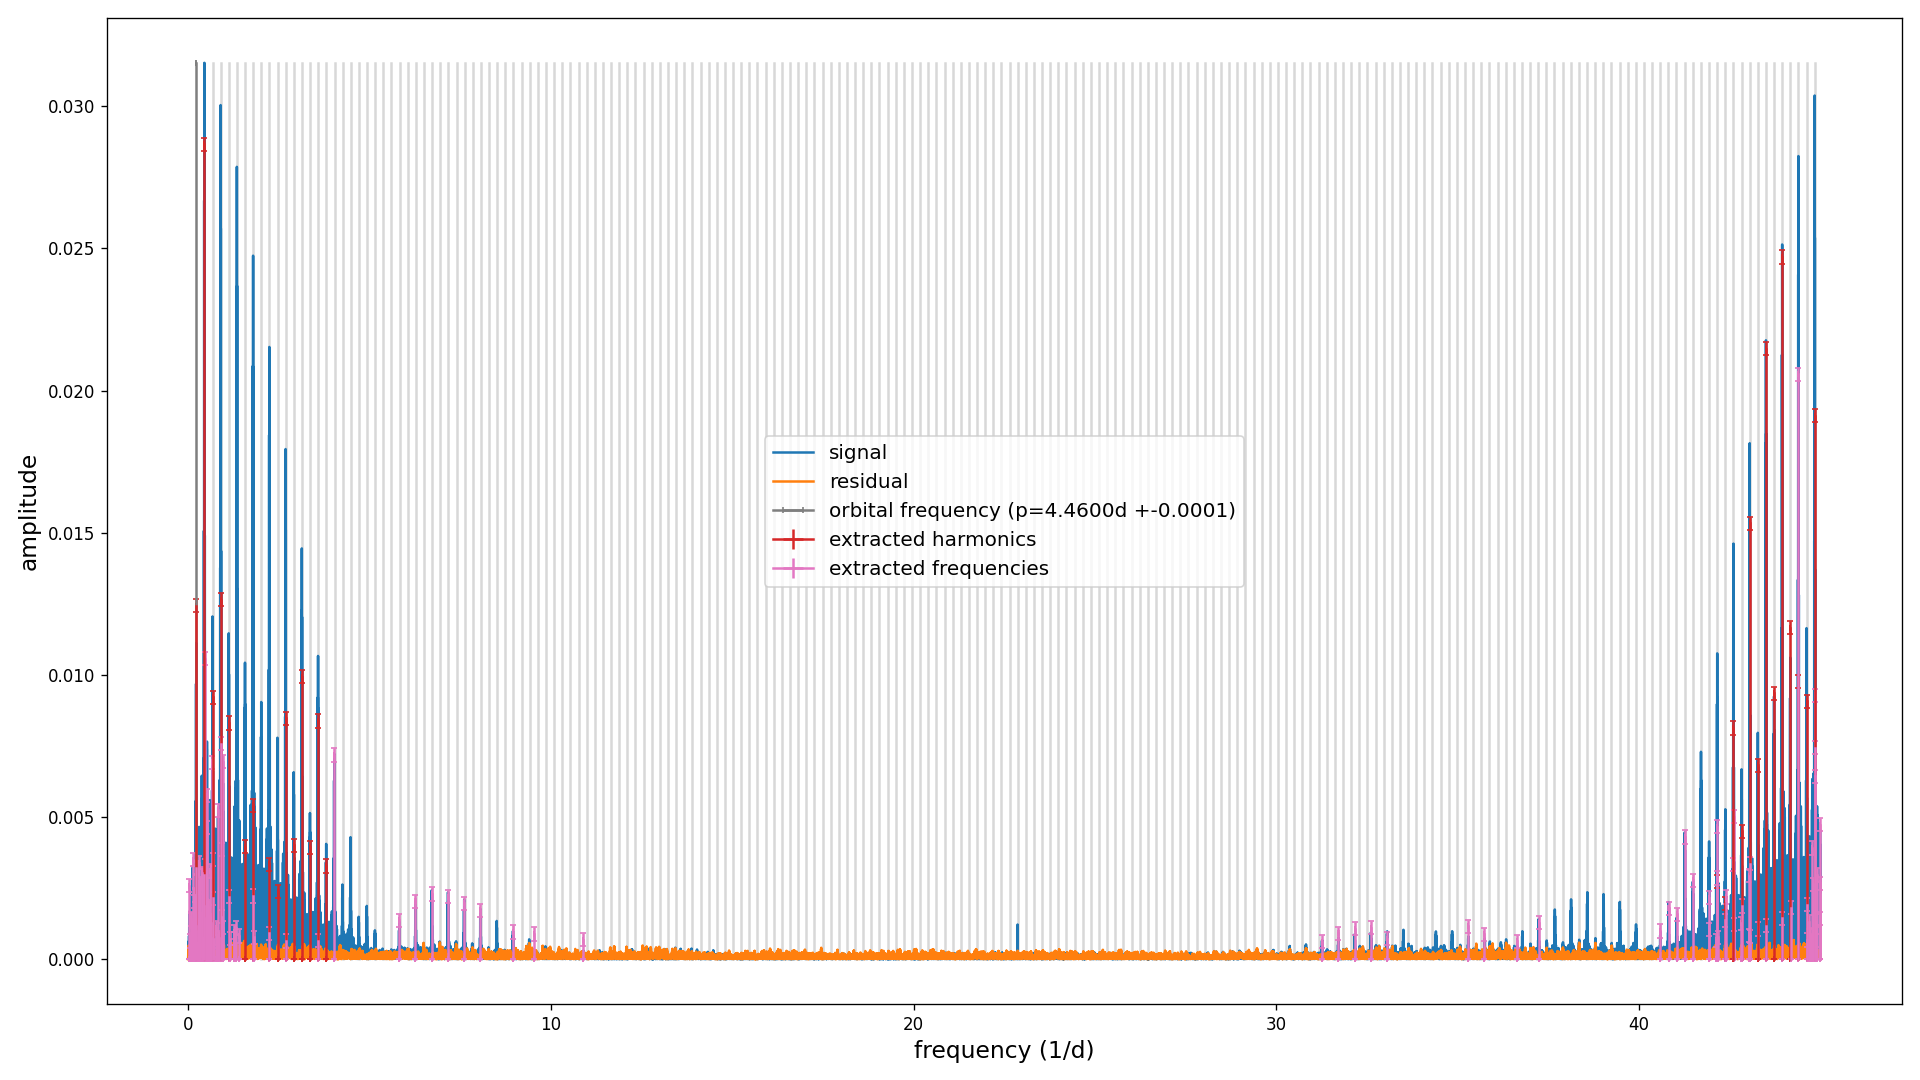 amplitude
0.030
0.025
0.020
0.015
0.010
0.005
0.000
signal
residual
orbital frequency (p=4.4600d +-0.0001)
extracted harmonics
extracted frequencies
0 10 20 30 40
frequency (1/d)